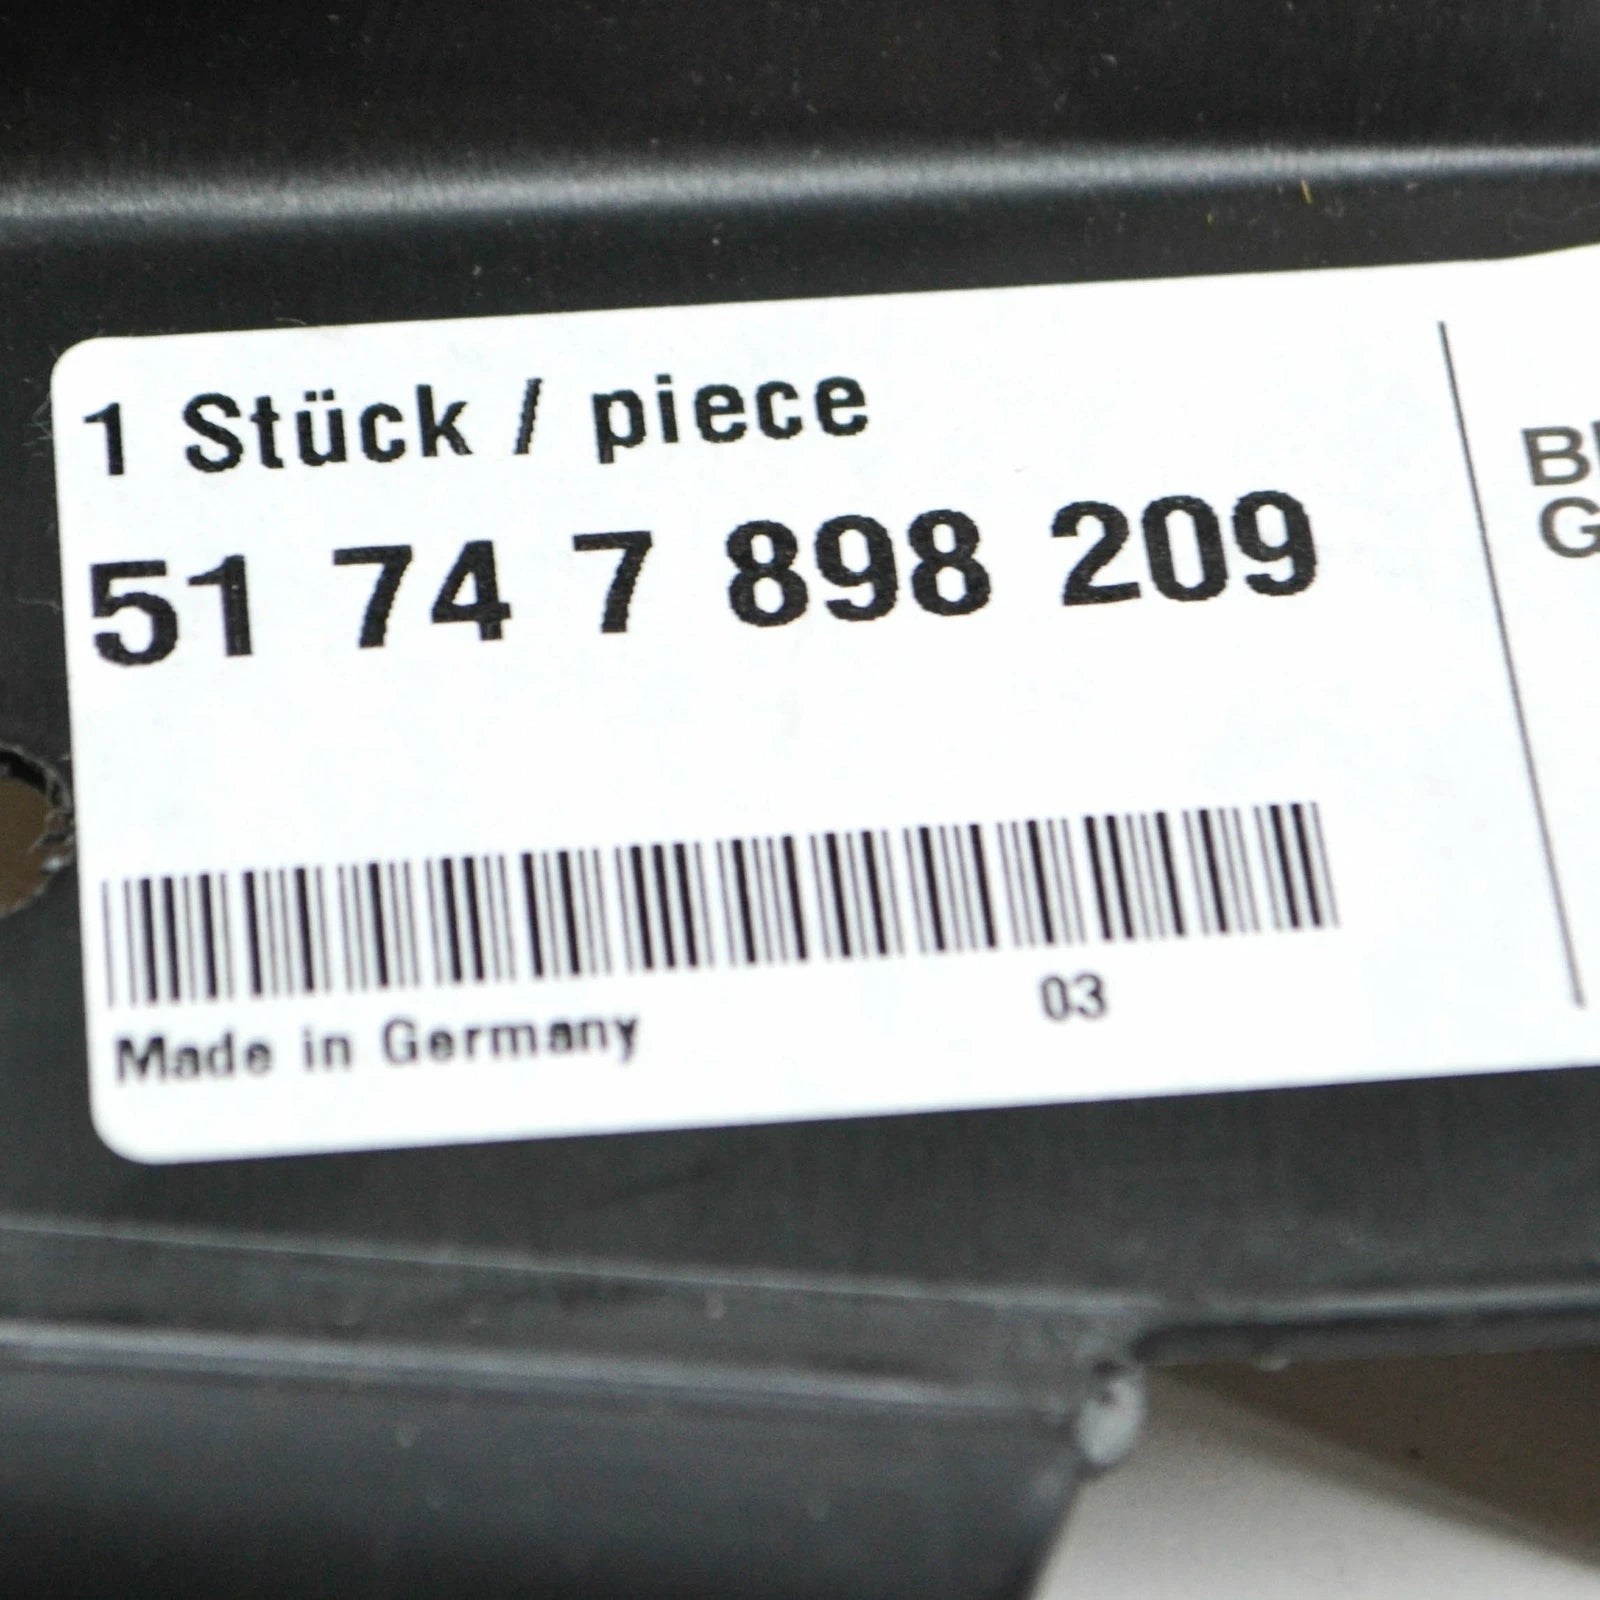 1 Stück / piece
51 74 7 898 209
Made in Germany
03